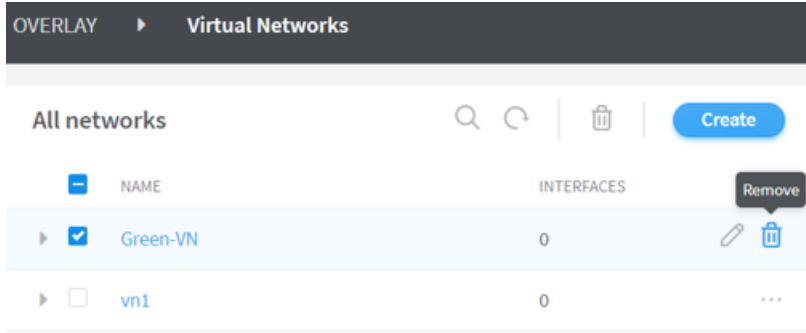 OVERLAY Virtual Networks
All networks Create
NAME INTERFACES Remove
Green-VN 0
vn1 0 ...